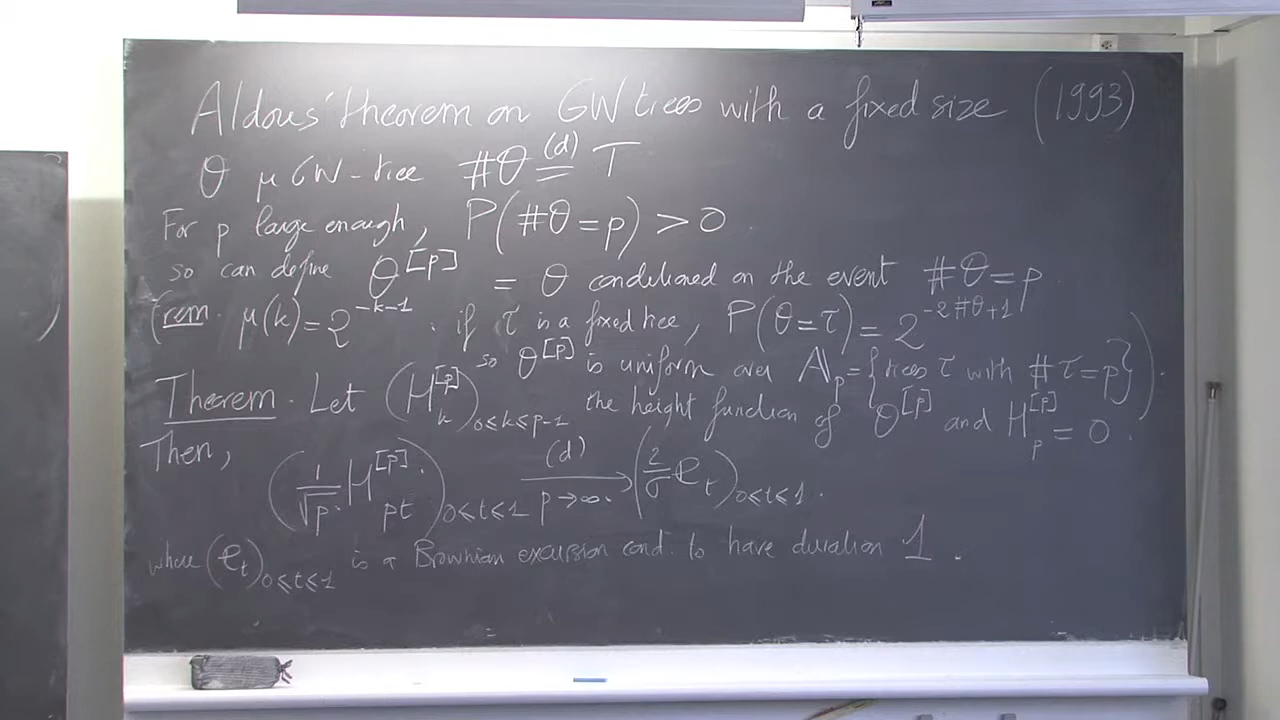 Aldous' theorem on GW trees with a fixed size (1993)
θ μ GW-tree #θ (d)= T
For p large enough, P(#θ = p) > 0
so can define θ^[p] = θ conditioned on the event #θ = p
(rem. μ(k) = 2^{-k-1}. if τ is a fixed tree, P(θ = τ) = 2^{-2#θ+1}
so θ^[p] is uniform over A_p = {trees τ with #τ = p}).
Theorem. Let (H_k^[p])_{0≤k≤p-1} the height function of θ^[p] and H_p^[p] = 0.
Then,
(1/√p H_{pt}^[p])_{0≤t≤1} (d)→ p→∞ (2/σ e_t)_{0≤t≤1}.
where (e_t)_{0≤t≤1} is a Brownian excursion cond. to have duration 1.